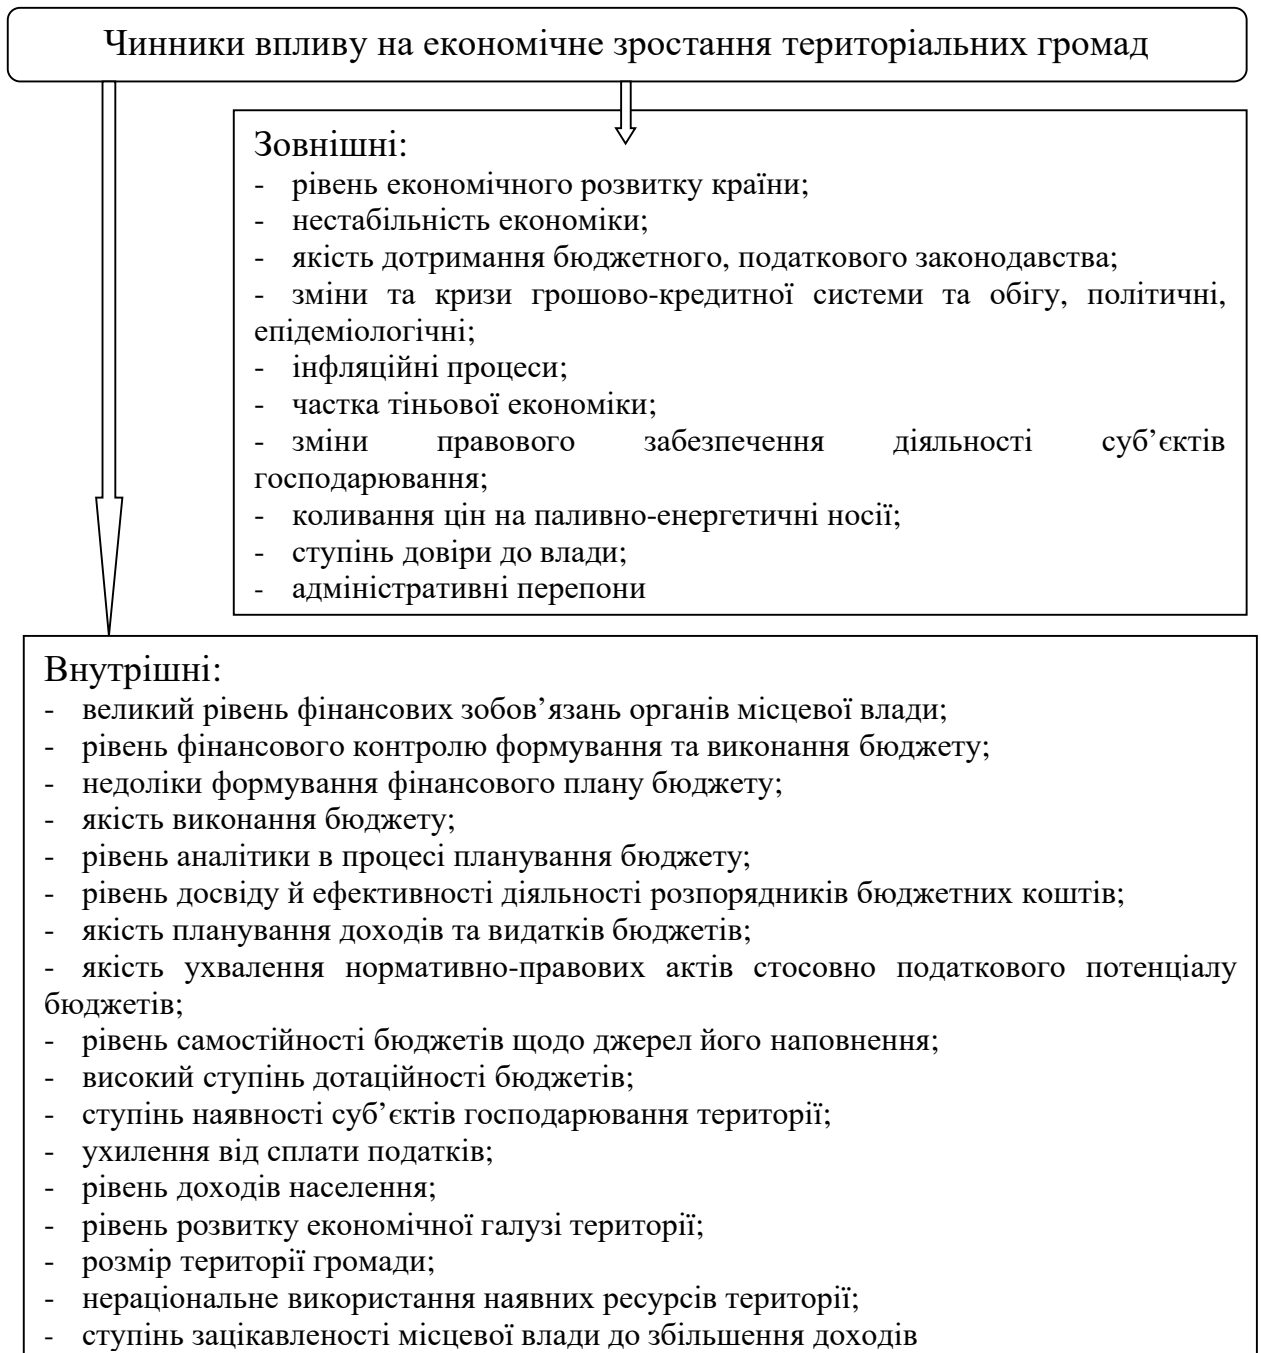 Чинники впливу на економічне зростання територіальних громад
Зовнішні:
- рівень економічного розвитку країни;
- нестабільність економіки;
- якість дотримання бюджетного, податкового законодавства;
- зміни та кризи грошово-кредитної системи та обігу, політичні,
епідеміологічні;
- інфляційні процеси;
- частка тіньової економіки;
- зміни правового забезпечення діяльності суб’єктів
господарювання;
- коливання цін на паливно-енергетичні носії;
- ступінь довіри до влади;
- адміністративні перепони
Внутрішні:
- великий рівень фінансових зобов’язань органів місцевої влади;
- рівень фінансового контролю формування та виконання бюджету;
- недоліки формування фінансового плану бюджету;
- якість виконання бюджету;
- рівень аналітики в процесі планування бюджету;
- рівень досвіду й ефективності діяльності розпорядників бюджетних коштів;
- якість планування доходів та видатків бюджетів;
- якість ухвалення нормативно-правових актів стосовно податкового потенціалу
бюджетів;
- рівень самостійності бюджетів щодо джерел його наповнення;
- високий ступінь дотаційності бюджетів;
- ступінь наявності суб’єктів господарювання території;
- ухилення від сплати податків;
- рівень доходів населення;
- рівень розвитку економічної галузі території;
- розмір території громади;
- нераціональне використання наявних ресурсів території;
- ступінь зацікавленості місцевої влади до збільшення доходів